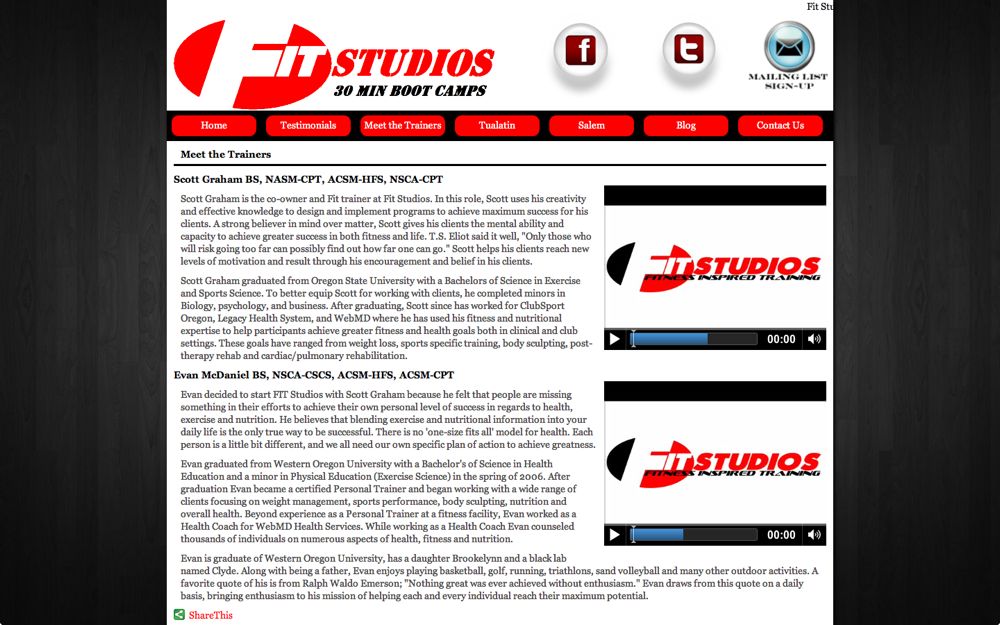 Fit Stu
FIT STUDIOS
30 MIN BOOT CAMPS
f
t
MAILING LIST
SIGN-UP
Home Testimonials Meet the Trainers Tualatin Salem Blog Contact Us
Meet the Trainers
Scott Graham BS, NASM-CPT, ACSM-HFS, NSCA-CPT
Scott Graham is the co-owner and Fit trainer at Fit Studios. In this role, Scott uses his creativity
and effective knowledge to design and implement programs to achieve maximum success for his
clients. A strong believer in mind over matter, Scott gives his clients the mental ability and
capacity to achieve greater success in both fitness and life. T.S. Eliot said it well, "Only those who
will risk going too far can possibly find out how far one can go." Scott helps his clients reach new
levels of motivation and result through his encouragement and belief in his clients.
Scott Graham graduated from Oregon State University with a Bachelors of Science in Exercise
and Sports Science. To better equip Scott for working with clients, he completed minors in
Biology, psychology, and business. After graduating, Scott since has worked for ClubSport
Oregon, Legacy Health System, and WebMD where he has used his fitness and nutritional
expertise to help participants achieve greater fitness and health goals both in clinical and club
settings. These goals have ranged from weight loss, sports specific training, body sculpting, post-
therapy rehab and cardiac/pulmonary rehabilitation.
FIT STUDIOS
FITNESS INSPIRED TRAINING
00:00
Evan McDaniel BS, NSCA-CSCS, ACSM-HFS, ACSM-CPT
Evan decided to start FIT Studios with Scott Graham because he felt that people are missing
something in their efforts to achieve their own personal level of success in regards to health,
exercise and nutrition. He believes that blending exercise and nutritional information into your
daily life is the only true way to be successful. There is no 'one-size fits all' model for health. Each
person is a little bit different, and we all need our own specific plan of action to achieve greatness.
Evan graduated from Western Oregon University with a Bachelor's of Science in Health
Education and a minor in Physical Education (Exercise Science) in the spring of 2006. After
graduation Evan became a certified Personal Trainer and began working with a wide range of
clients focusing on weight management, sports performance, body sculpting, nutrition and
overall health. Beyond experience as a Personal Trainer at a fitness facility, Evan worked as a
Health Coach for WebMD Health Services. While working as a Health Coach Evan counseled
thousands of individuals on numerous aspects of health, fitness and nutrition.
FIT STUDIOS
FITNESS INSPIRED TRAINING
00:00
Evan is graduate of Western Oregon University, has a daughter Brookelynn and a black lab
named Clyde. Along with being a father, Evan enjoys playing basketball, golf, running, triathlons, sand volleyball and many other outdoor activities. A
favorite quote of his is from Ralph Waldo Emerson; "Nothing great was ever achieved without enthusiasm." Evan draws from this quote on a daily
basis, bringing enthusiasm to his mission of helping each and every individual reach their maximum potential.
ShareThis